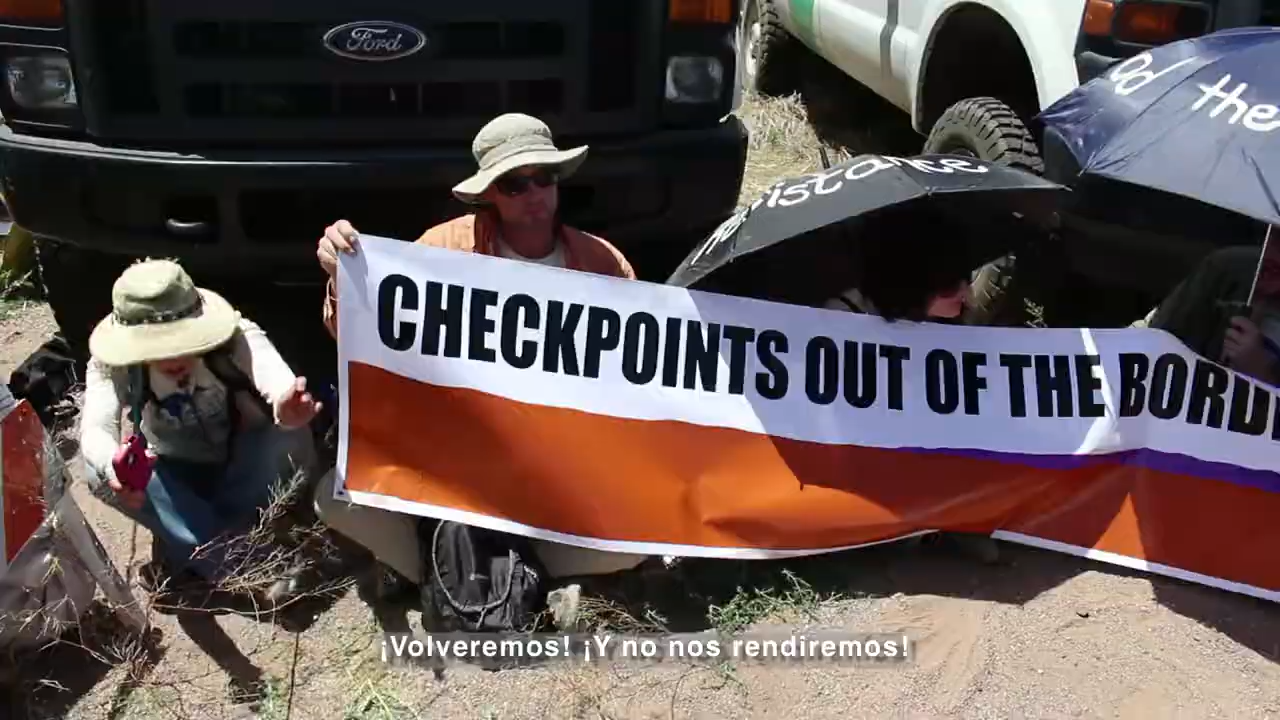 Ford
Resistance
the
CHECKPOINTS OUT OF THE BORD
¡Volveremos! ¡Y no nos rendiremos!